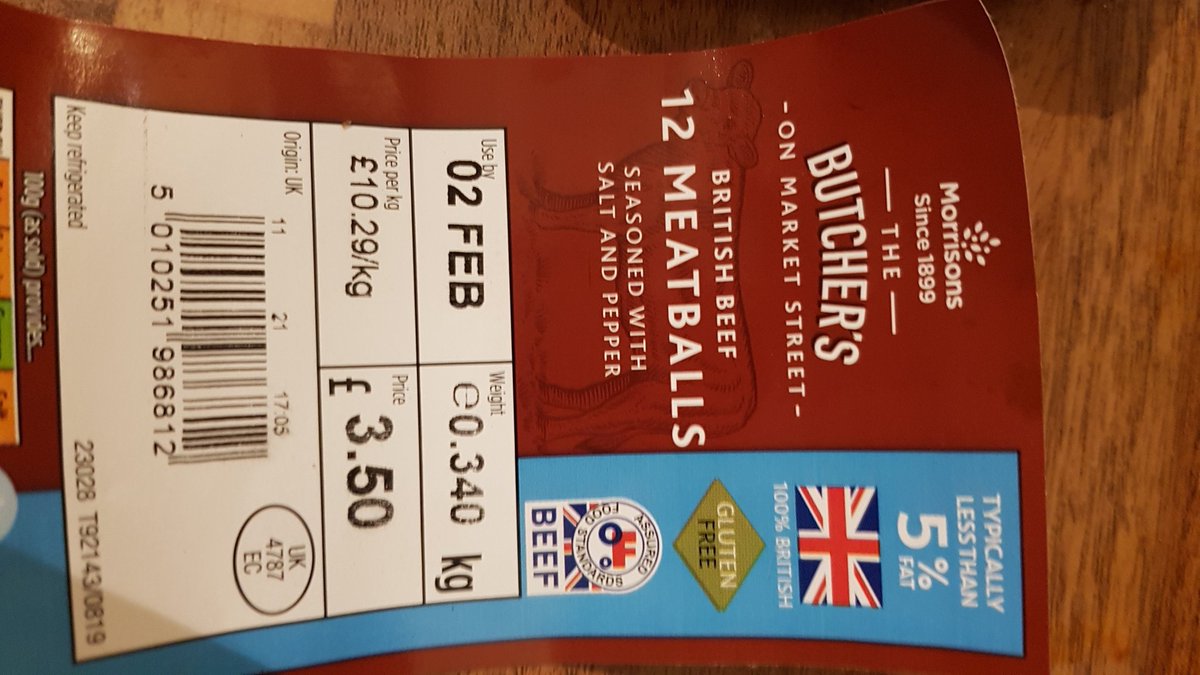 Morrisons
Since 1899
THE
BUTCHER'S
- ON MARKET STREET -
BRITISH BEEF
12 MEATBALLS
SEASONED WITH
SALT AND PEPPER
TYPICALLY
LESS THAN
5%
FAT
100% BRITISH
GLUTEN
FREE
ASSURED
FOOD STANDARDS
BEEF
Use by
02 FEB
Weight
e0.340 kg
Price per kg
£10.29/kg
Price
£ 3.50
Origin: UK
11 21 17.05
5 010251 986812
UK
4787
EC
Keep refrigerated
23028 T92143/0819
100g (as sold) provides...